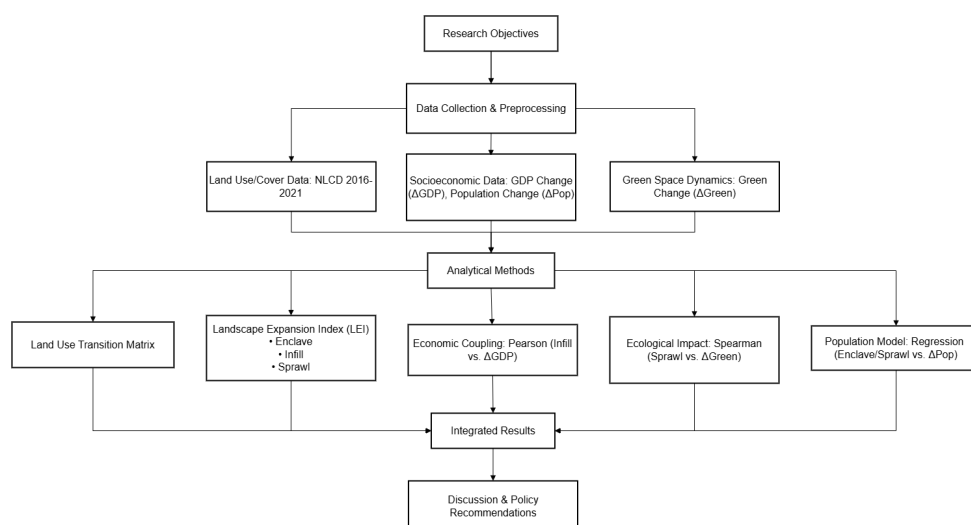 Research Objectives
Data Collection & Preprocessing
Land Use/Cover Data: NLCD 2016-
2021
Socioeconomic Data: GDP Change
(ΔGDP), Population Change (ΔPop)
Green Space Dynamics: Green
Change (ΔGreen)
Analytical Methods
Land Use Transition Matrix
Landscape Expansion Index (LEI)
• Enclave
• Infill
• Sprawl
Economic Coupling: Pearson (Infill
vs. ΔGDP)
Ecological Impact: Spearman
(Sprawl vs. ΔGreen)
Population Model: Regression
(Enclave/Sprawl vs. ΔPop)
Integrated Results
Discussion & Policy
Recommendations